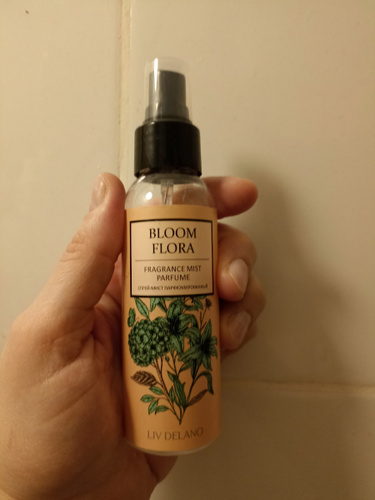 BLOOM
FLORA
FRAGRANCE MIST
PARFUME
СПРЕЙ-МИСТ ПАРФЮМИРОВАННЫЙ
LIV DELANO